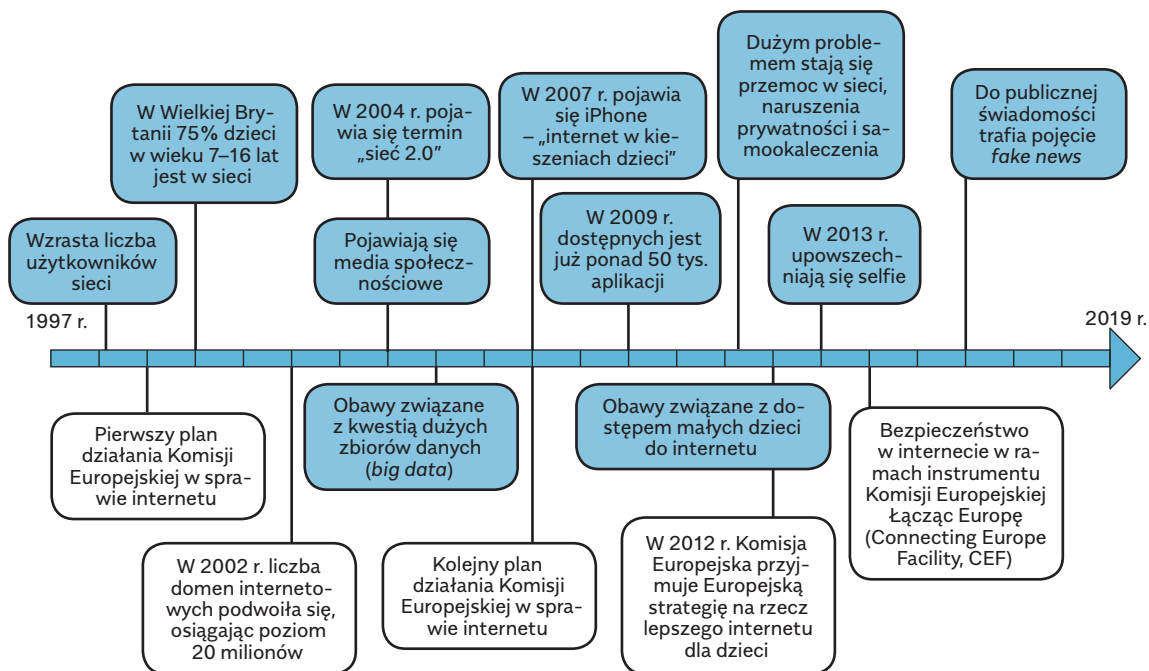 W Wielkiej Bry-
tanii 75% dzieci
w wieku 7–16 lat
jest w sieci
W 2004 r. poja-
wia się termin
„sieć 2.0”
W 2007 r. pojawia
się iPhone
– „internet w kie-
szeniach dzieci”
Dużym proble-
mem stają się
przemoc w sieci,
naruszenia
prywatności i sa-
mookaleczenia
Do publicznej
świadomości
trafia pojęcie
fake news
Wzrasta liczba
użytkowników
sieci
Pojawiają się
media społecz-
nościowe
W 2009 r.
dostępnych jest
już ponad 50 tys.
aplikacji
W 2013 r.
upowszech-
niają się selfie
1997 r.
2019 r.
Pierwszy plan
działania Komisji
Europejskiej w spra-
wie internetu
Obawy związane
z kwestią dużych
zbiorów danych
(big data)
Obawy związane z do-
stępem małych dzieci
do internetu
Bezpieczeństwo
w internecie w ra-
mach instrumentu
Komisji Europejskiej
Łącząc Europę
(Connecting Europe
Facility, CEF)
W 2002 r. liczba
domen interneto-
wych podwoiła się,
osiągając poziom
20 milionów
Kolejny plan
działania Komisji
Europejskiej w spra-
wie internetu
W 2012 r. Komisja
Europejska przyj-
muje Europejską
strategię na rzecz
lepszego internetu
dla dzieci